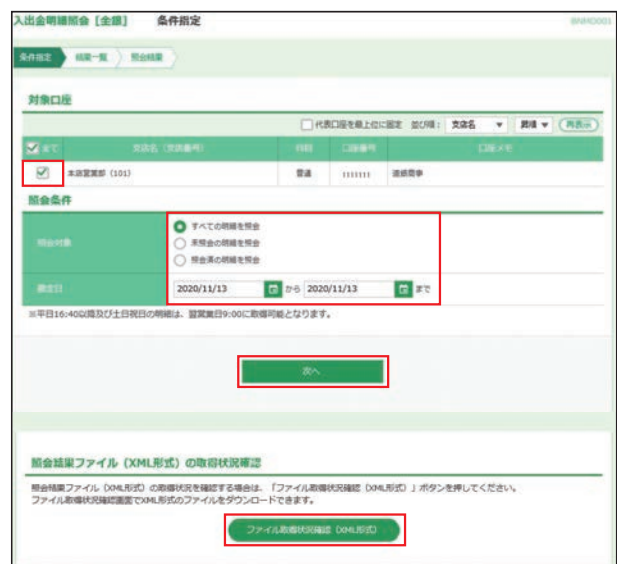 入出金明細照会［全銀］ 条件指定 BNMO001
条件指定 結果一覧 照会結果
対象口座
代表口座を最上位に固定 並び順： 支店名 昇順 再表示
全て 支店名（支店番号） 科目 口座番号 口座メモ
本店営業部（101） 普通 1111111 道銀商事
照会条件
照会対象
すべての明細を照会
未照会の明細を照会
照会済の明細を照会
勘定日 2020/11/13 から 2020/11/13 まで
※平日16:40以降及び土日祝日の明細は、翌営業日9:00に取得可能となります。
次へ
照会結果ファイル（XML形式）の取得状況確認
照会結果ファイル（XML形式）の取得状況を確認する場合は、「ファイル取得状況確認（XML形式）」ボタンを押してください。
ファイル取得状況確認画面でXML形式のファイルをダウンロードできます。
ファイル取得状況確認（XML形式）